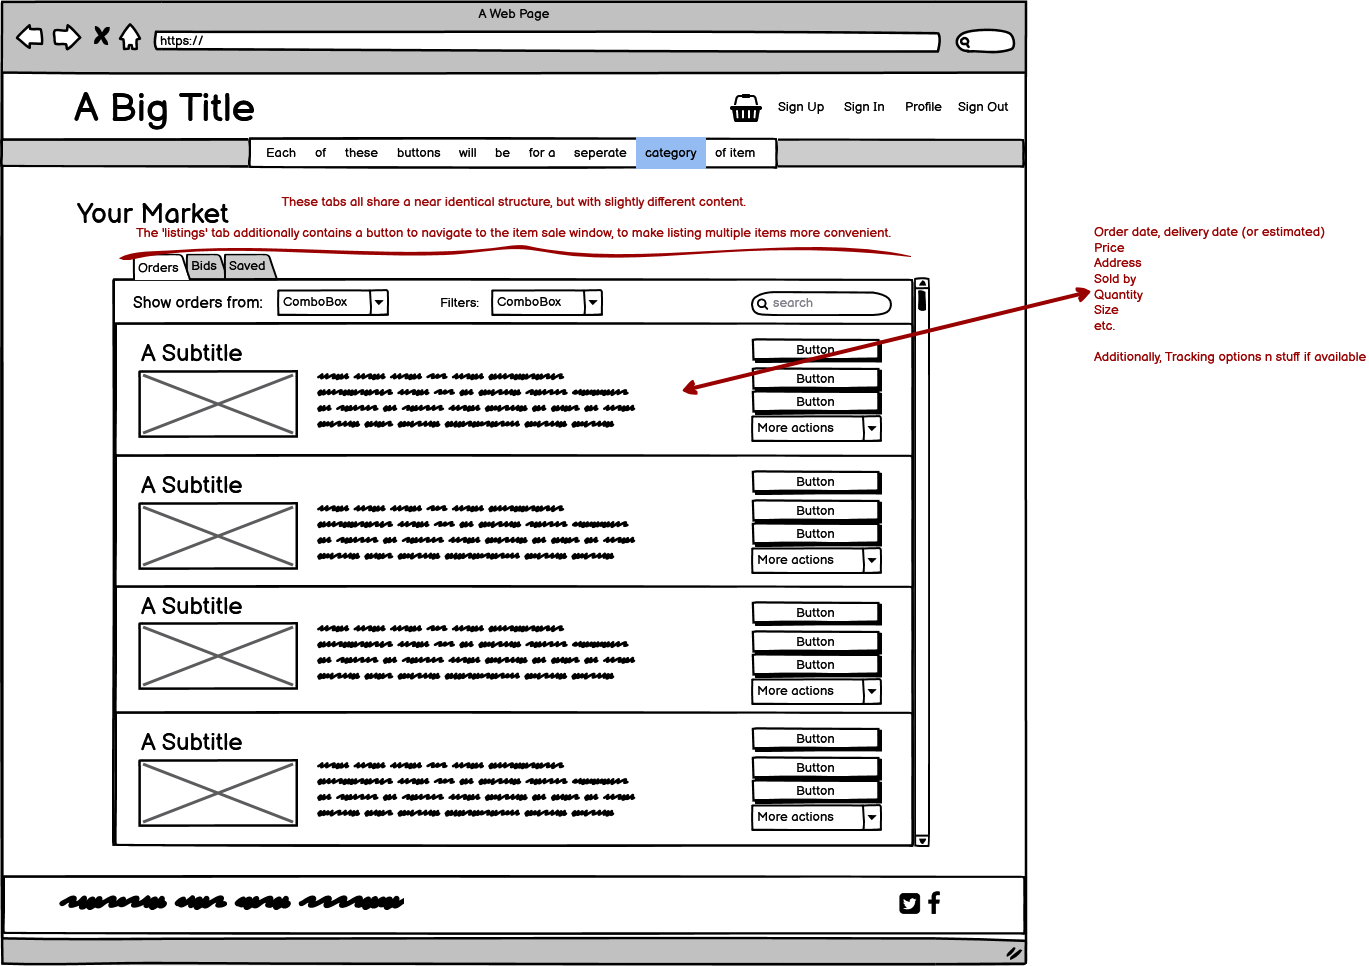 A Web Page
https://
A Big Title
Sign Up Sign In Profile Sign Out
Each of these buttons will be for a seperate category of item
These tabs all share a near identical structure, but with slightly different content.
Your Market
The 'listings' tab additionally contains a button to navigate to the item sale window, to make listing multiple items more convenient.
Orders Bids Saved
Show orders from: ComboBox Filters: ComboBox search
A Subtitle
Button
Button
Button
More actions
A Subtitle
Button
Button
Button
More actions
A Subtitle
Button
Button
Button
More actions
A Subtitle
Button
Button
Button
More actions
Order date, delivery date (or estimated)
Price
Address
Sold by
Quantity
Size
etc.
Additionally, Tracking options n stuff if available